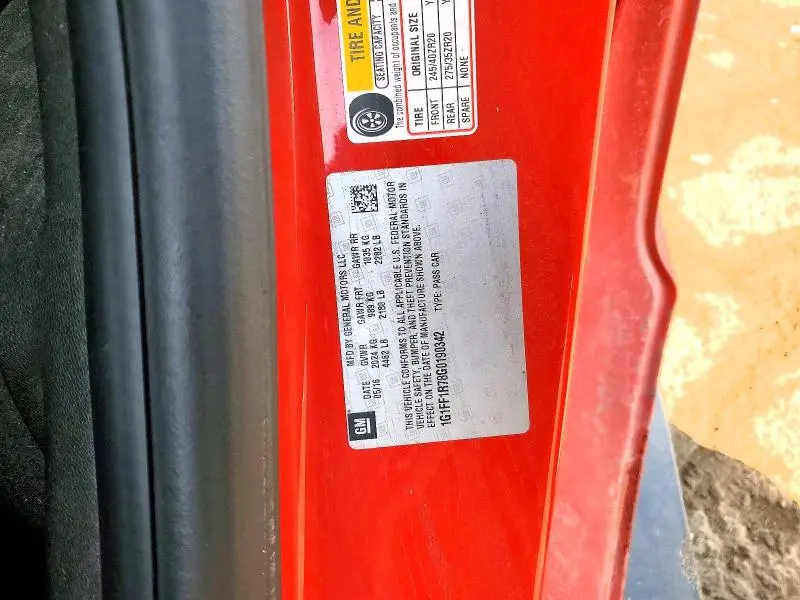 GM
MFD BY GENERAL MOTORS LLC
DATE GVWR GAWR FRT GAWR RR
05/16 2024 KG 989 KG 1035 KG
4462 LB 2180 LB 2282 LB
THIS VEHICLE CONFORMS TO ALL APPLICABLE U.S. FEDERAL MOTOR
VEHICLE SAFETY, BUMPER, AND THEFT PREVENTION STANDARDS IN
EFFECT ON THE DATE OF MANUFACTURE SHOWN ABOVE.
1G1FF1R78G0190342 TYPE: PASS CAR
TIRE AND
SEATING CAPACITY
The combined weight of occupants and
TIRE ORIGINAL SIZE
FRONT 245/40ZR20 Y
REAR 275/35ZR20 Y
SPARE NONE